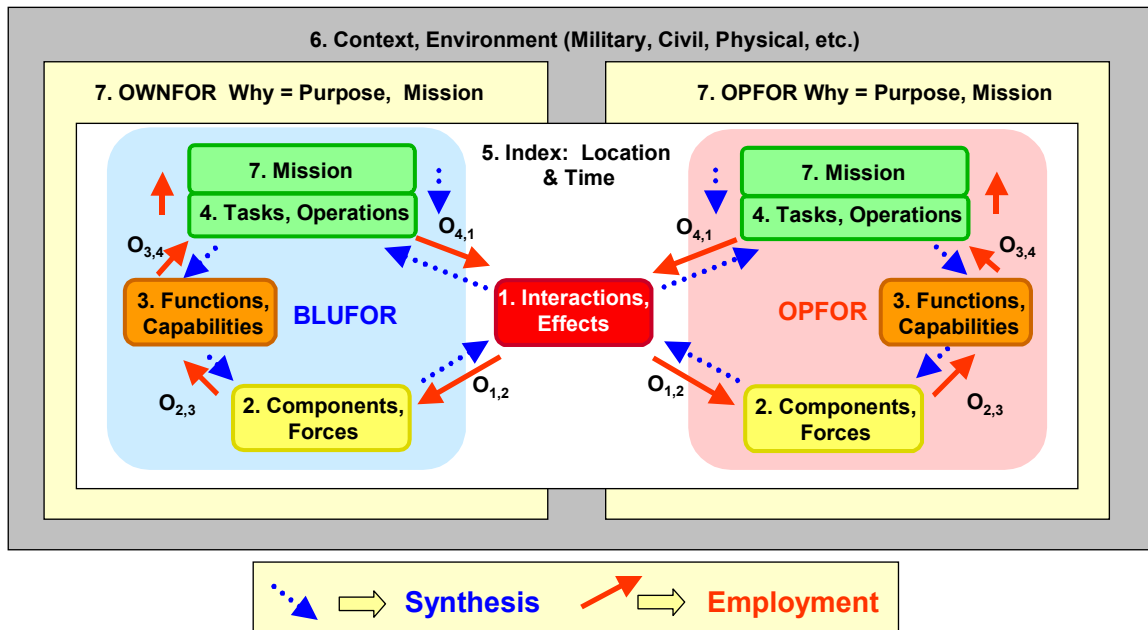 6. Context, Environment (Military, Civil, Physical, etc.)
7. OWNFOR Why = Purpose, Mission
7. OPFOR Why = Purpose, Mission
5. Index: Location
& Time
7. Mission
4. Tasks, Operations
O3,4
O4,1
3. Functions,
Capabilities
BLUFOR
O2,3
2. Components,
Forces
O1,2
1. Interactions,
Effects
7. Mission
4. Tasks, Operations
O4,1
O3,4
OPFOR
3. Functions,
Capabilities
O1,2
2. Components,
Forces
O2,3
Synthesis
Employment